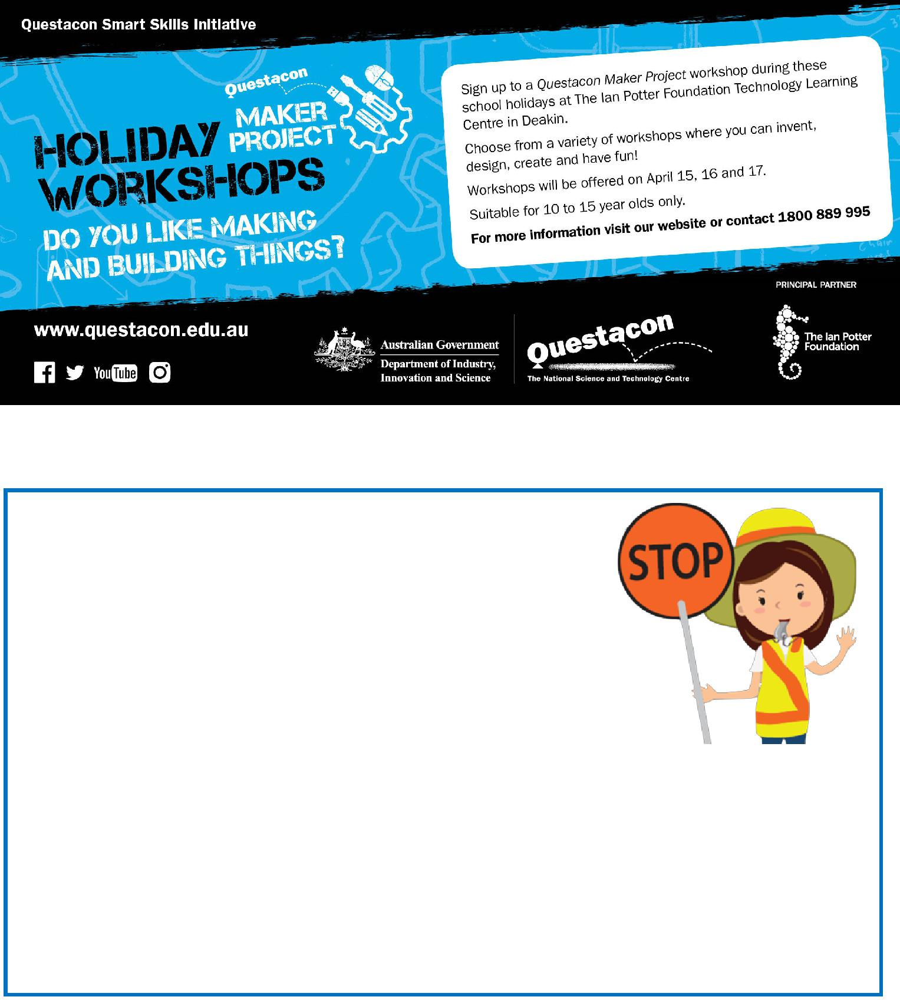 Questacon Smart Skills Initiative
Questacon
MAKER
PROJECT
HOLIDAY
WORKSHOPS
DO YOU LIKE MAKING
AND BUILDING THINGS?
Sign up to a Questacon Maker Project workshop during these
school holidays at The Ian Potter Foundation Technology Learning
Centre in Deakin.
Choose from a variety of workshops where you can invent,
design, create and have fun!
Workshops will be offered on April 15, 16 and 17.
Suitable for 10 to 15 year olds only.
For more information visit our website or contact 1800 889 995
Chair
PRINCIPAL PARTNER
www.questacon.edu.au
YouTube
Australian Government
Department of Industry,
Innovation and Science
Questacon
The National Science and Technology Centre
The Ian Potter
Foundation
STOP